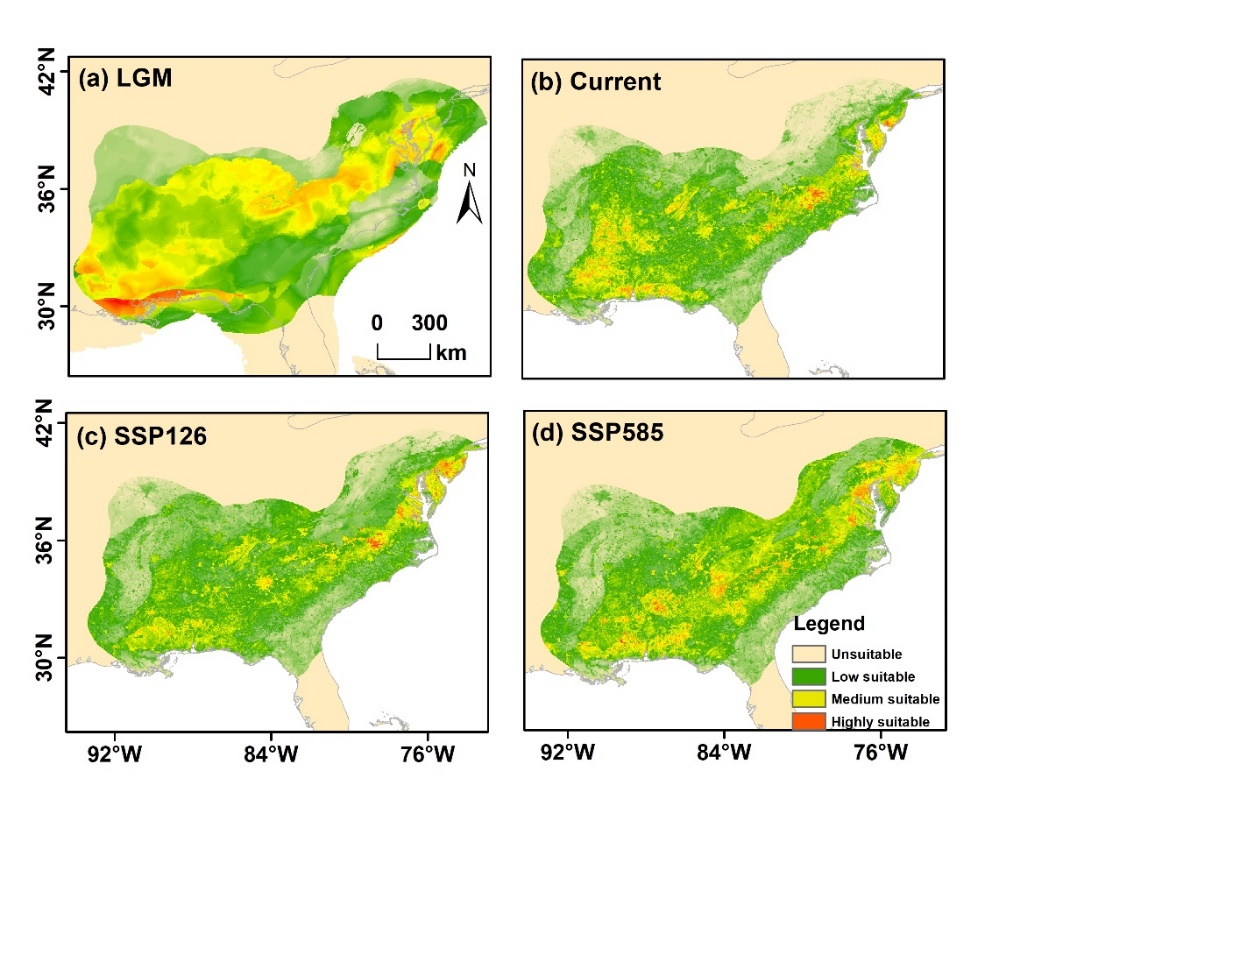 (a) LGM
(b) Current
42°N
36°N
30°N
N
0 300
km
(c) SSP126
(d) SSP585
42°N
36°N
30°N
Legend
Unsuitable
Low suitable
Medium suitable
Highly suitable
92°W 84°W 76°W
92°W 84°W 76°W